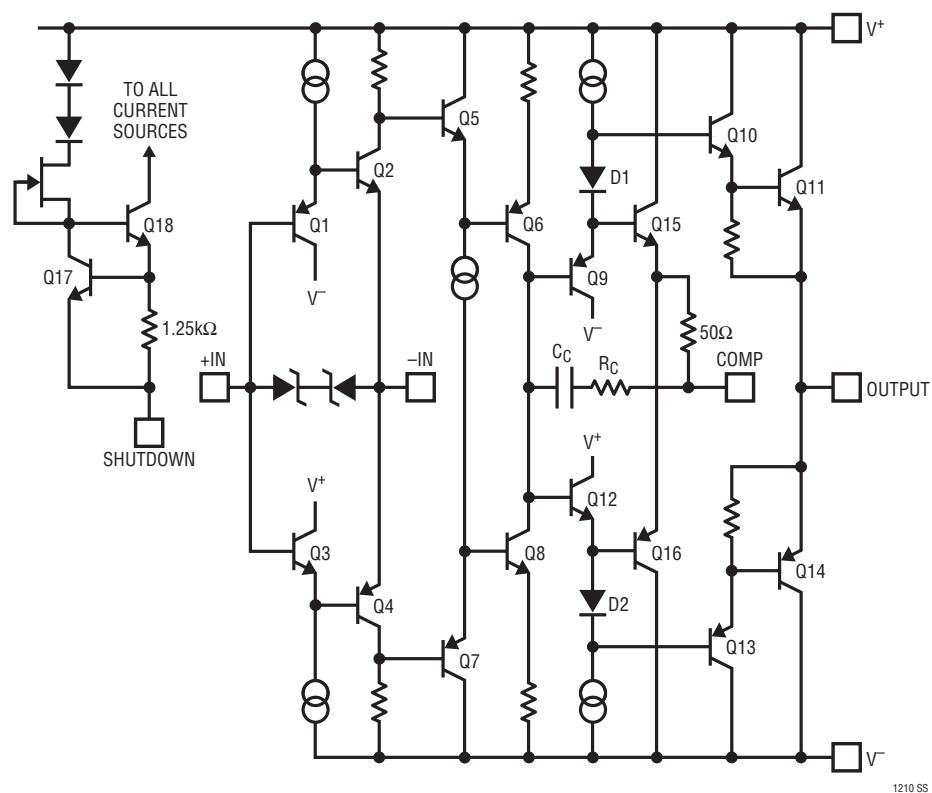 V+
TO ALL
CURRENT
SOURCES
Q5
Q10
Q2
D1
Q11
Q18
Q1
Q6
Q15
Q17
Q9
V–
V–
1.25kΩ
50Ω
+IN
–IN
CC
RC
COMP
OUTPUT
SHUTDOWN
V+
V+
Q12
Q3
Q8
Q16
Q14
Q4
D2
Q7
Q13
V–
1210 SS